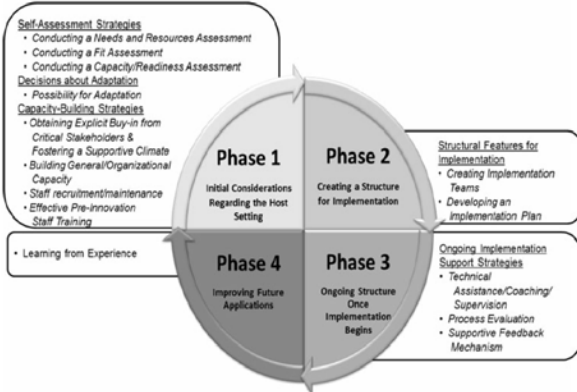 Self-Assessment Strategies
• Conducting a Needs and Resources Assessment
• Conducting a Fit Assessment
• Conducting a Capacity/Readiness Assessment
Decisions about Adaptation
• Possibility for Adaptation
Capacity-Building Strategies
• Obtaining Explicit Buy-in from
Critical Stakeholders &
Fostering a Supportive Climate
• Building General/Organizational
Capacity
• Staff recruitment/maintenance
• Effective Pre-Innovation
Staff Training
Phase 1
Initial Considerations
Regarding the Host
Setting
Phase 2
Creating a Structure
for Implementation
Structural Features for
Implementation
• Creating Implementation
Teams
• Developing an
Implementation Plan
Phase 3
Ongoing Structure
Once
Implementation
Begins
Ongoing Implementation
Support Strategies
• Technical
Assistance/Coaching/
Supervision
• Process Evaluation
• Supportive Feedback
Mechanism
Phase 4
Improving Future
Applications
• Learning from Experience